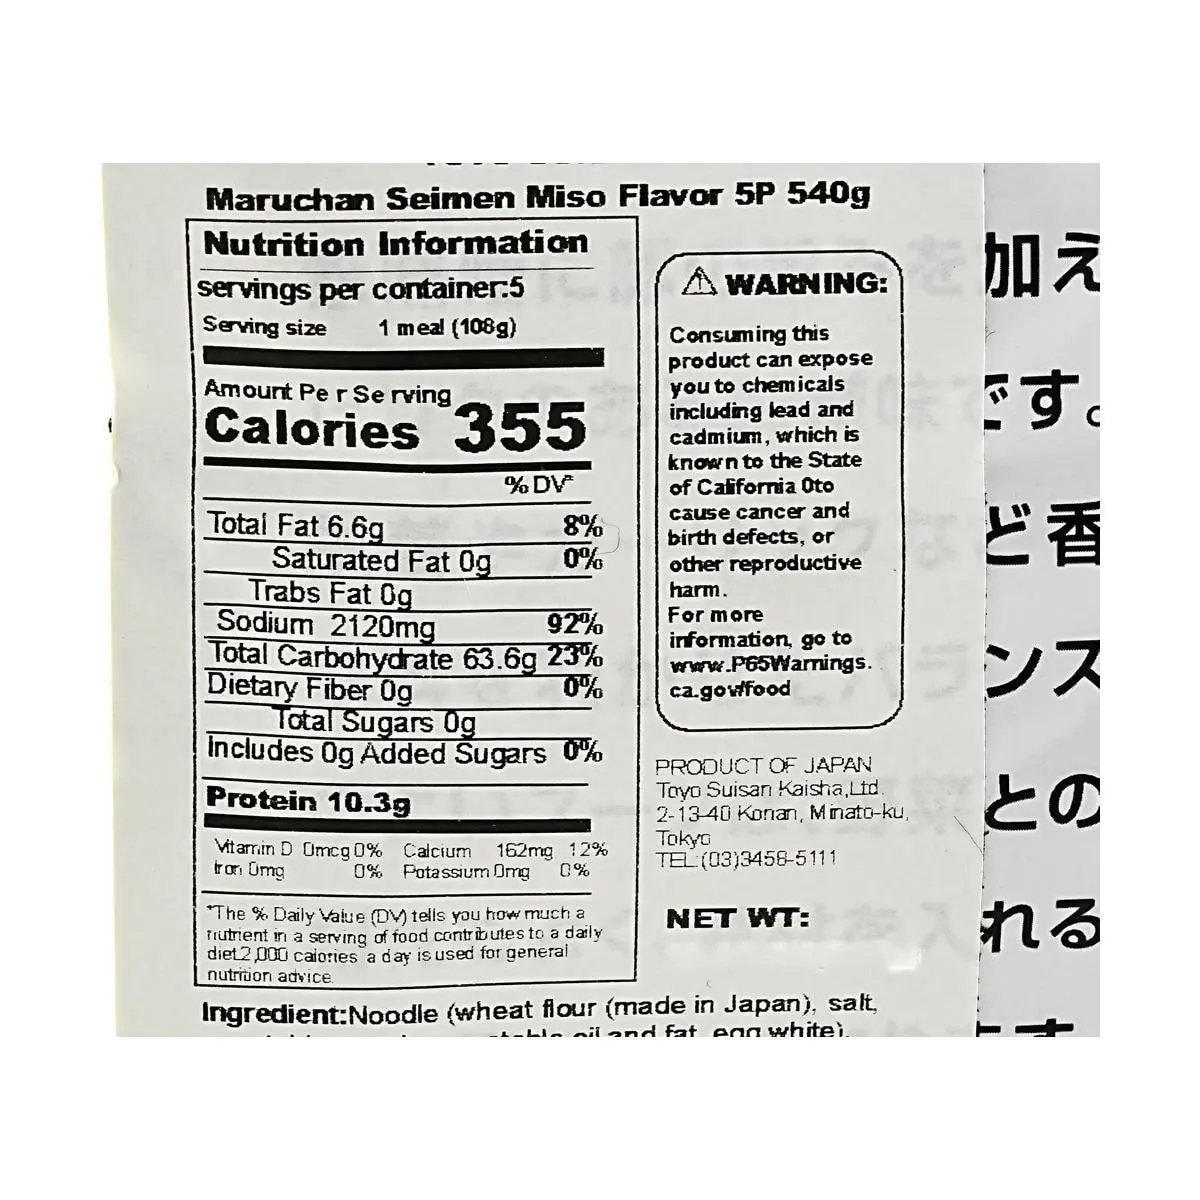 Maruchan Seimen Miso Flavor 5P 540g
Nutrition Information
servings per container:5
Serving size 1 meal (108g)
Amount Per Serving
Calories 355
% DV*
Total Fat 6.6g 8%
Saturated Fat 0g 0%
Trabs Fat 0g
Sodium 2120mg 92%
Total Carbohydrate 63.6g 23%
Dietary Fiber 0g 0%
Total Sugars 0g
Includes 0g Added Sugars 0%
Protein 10.3g
Vitamin D 0mcg 0% Calcium 162mg 12%
Iron 0mg 0% Potassium 0mg 0%
*The % Daily Value (DV) tells you how much a
nutrient in a serving of food contributes to a daily
diet.2,000 calories a day is used for general
nutrition advice.
⚠ WARNING:
Consuming this
product can expose
you to chemicals
including lead and
cadmium, which is
known to the State
of California 0to
cause cancer and
birth defects, or
other reproductive
harm.
For more
information, go to
www.P65Warnings.
ca.gov/food
PRODUCT OF JAPAN
Toyo Suisan Kaisha,Ltd.
2-13-40 Konan, Minato-ku,
Tokyo
TEL:(03)3458-5111
NET WT:
Ingredient:Noodle (wheat flour (made in Japan), salt,
oil and fat, egg white),
加え
です。
ど香
ンス
との
れる